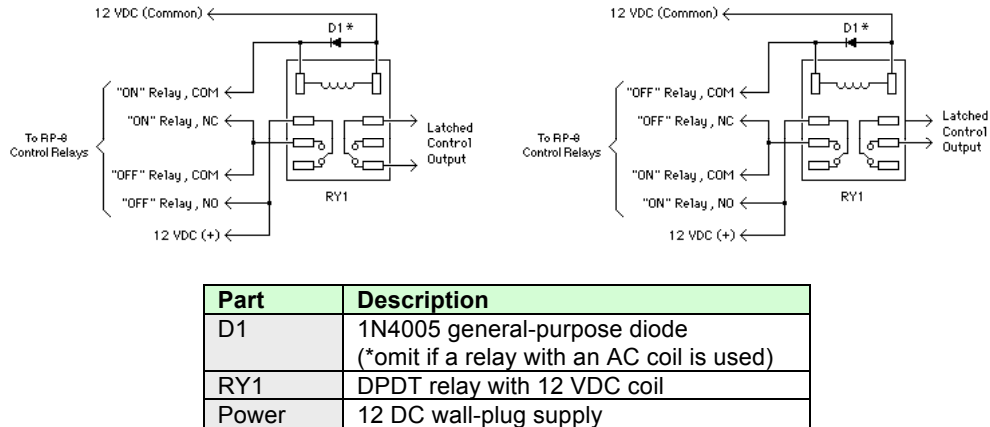 12 VDC (Common)
D1 *
"ON" Relay, COM
"ON" Relay, NC
To RP-8
Control Relays
"OFF" Relay, COM
"OFF" Relay, NO
12 VDC (+)
Latched
Control
Output
RY1
12 VDC (Common)
D1 *
"OFF" Relay, COM
"OFF" Relay, NC
To RP-8
Control Relays
"ON" Relay, COM
"ON" Relay, NO
12 VDC (+)
Latched
Control
Output
RY1
Part Description
D1 1N4005 general-purpose diode
(*omit if a relay with an AC coil is used)
RY1 DPDT relay with 12 VDC coil
Power 12 DC wall-plug supply